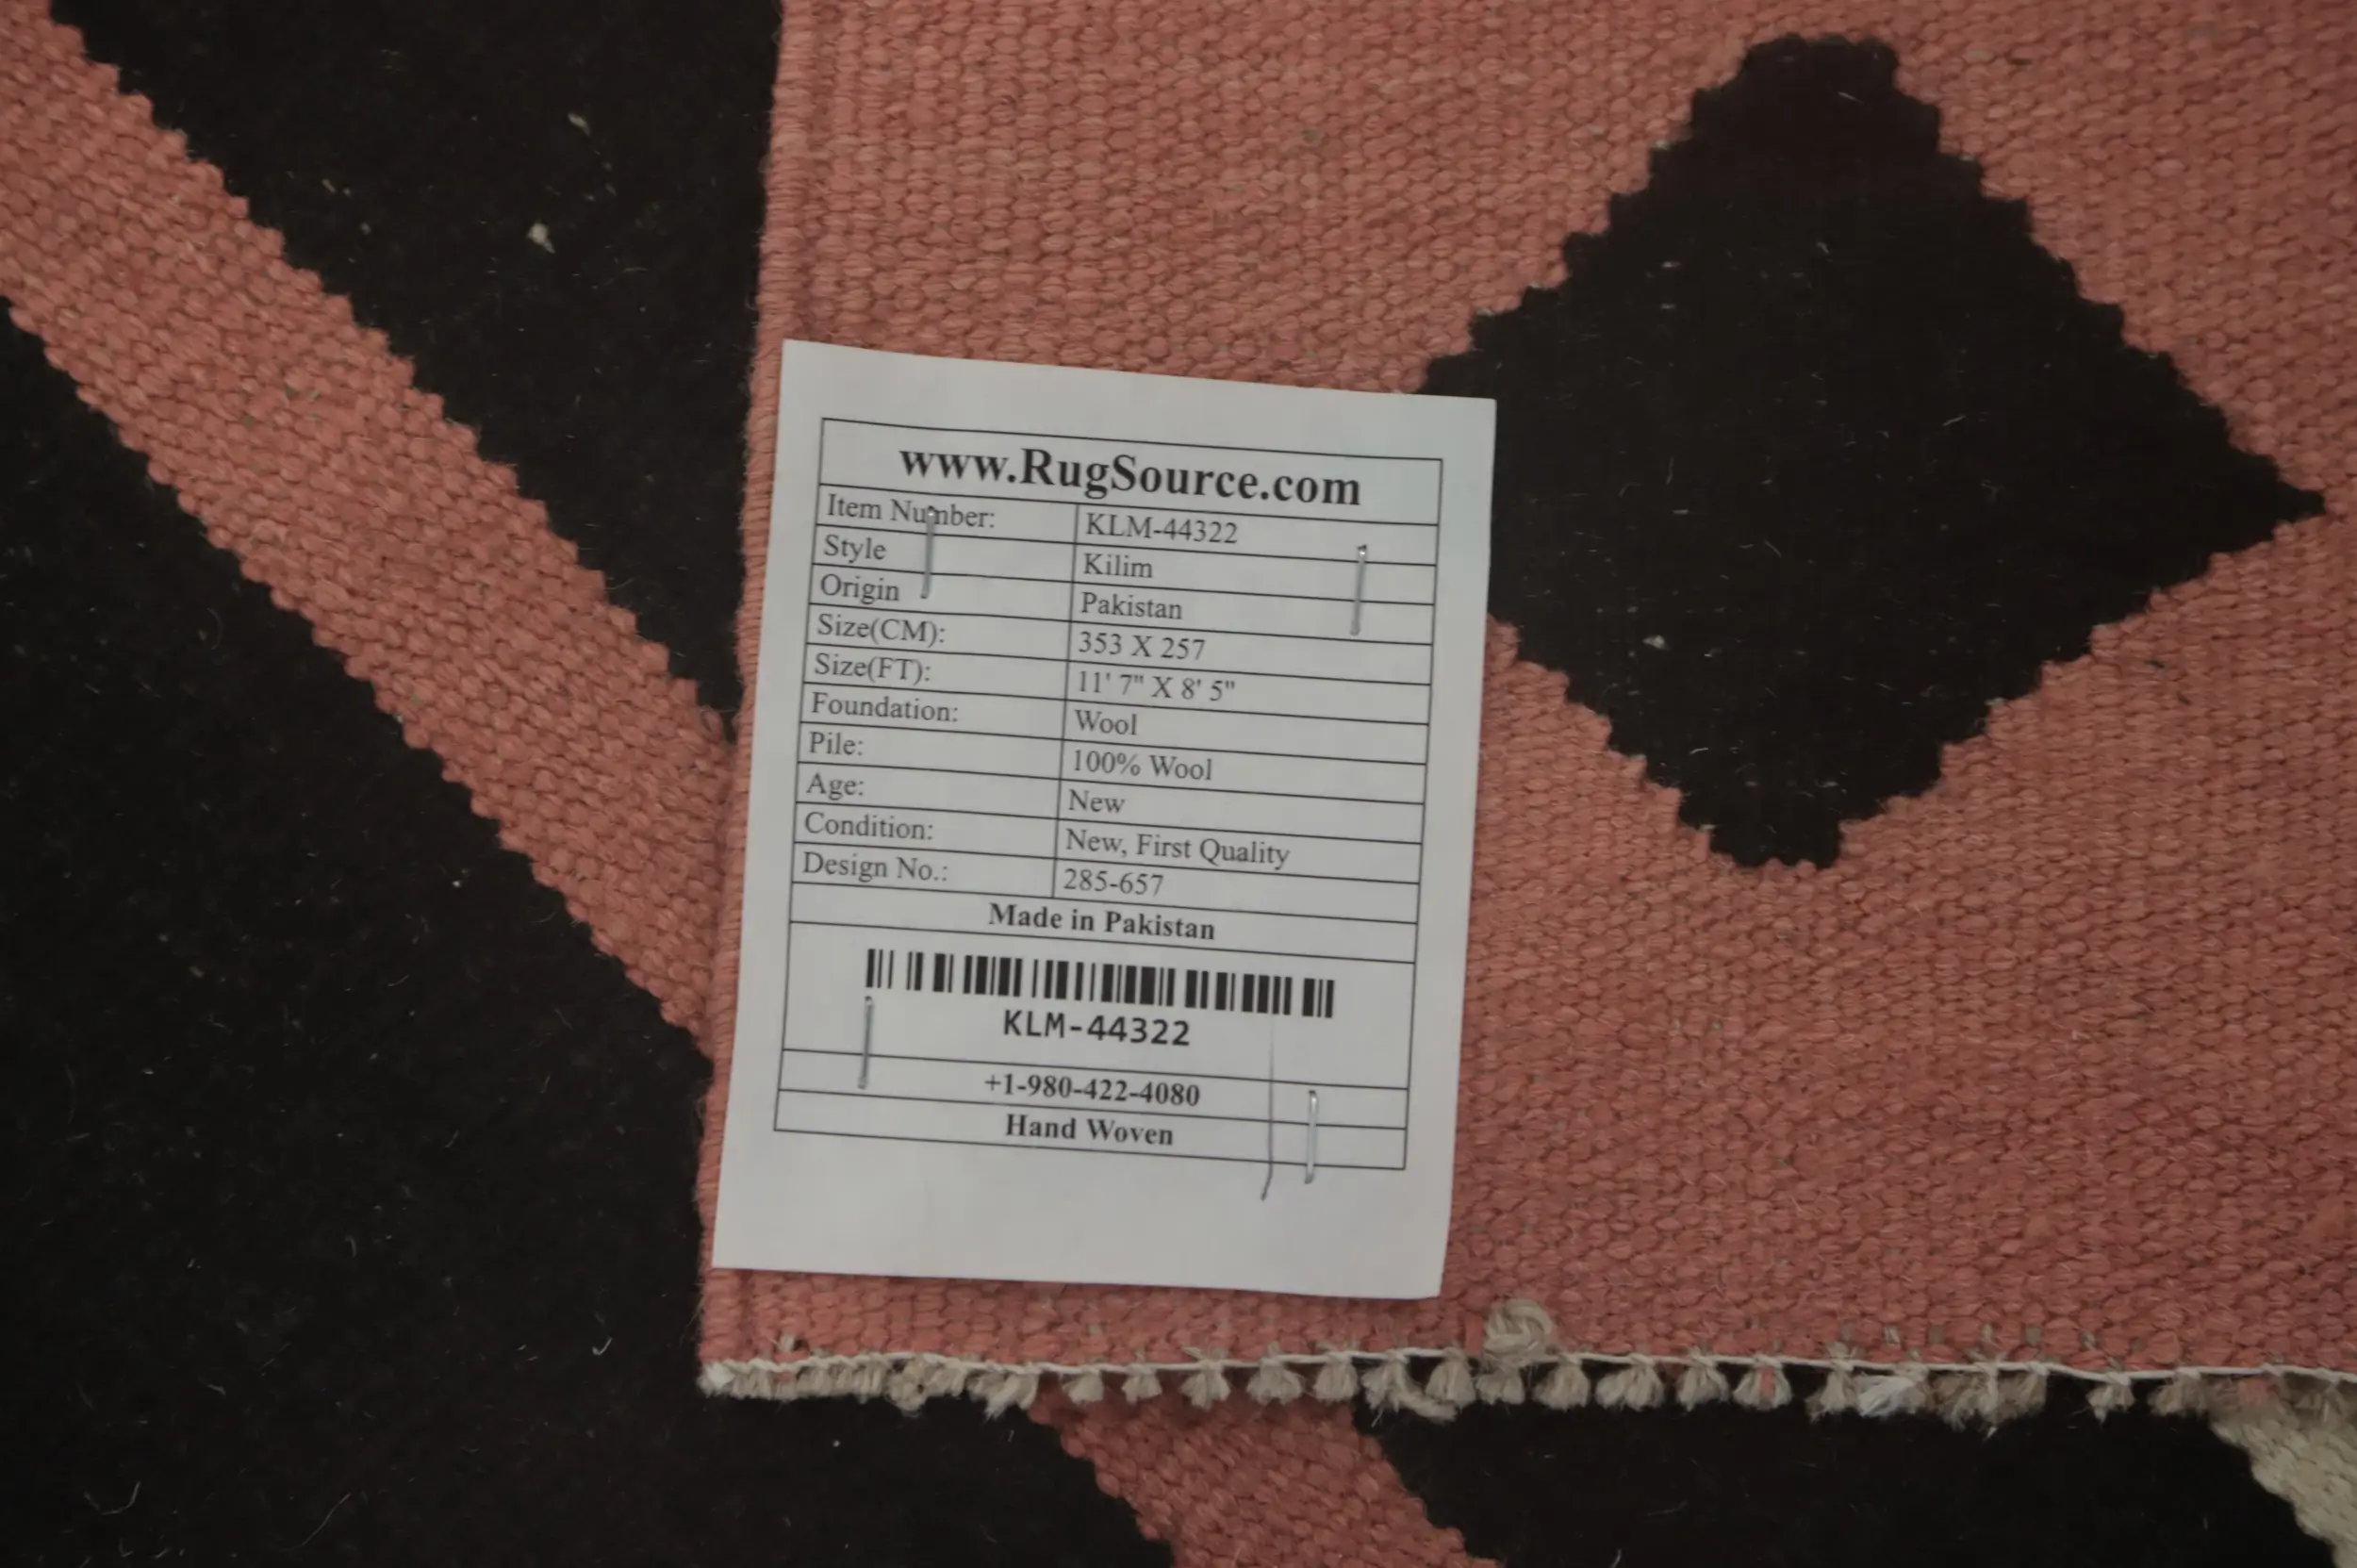 www.RugSource.com
Item Number: KLM-44322
Style Kilim
Origin Pakistan
Size(CM): 353 X 257
Size(FT): 11' 7" X 8' 5"
Foundation: Wool
Pile: 100% Wool
Age: New
Condition: New, First Quality
Design No.: 285-657
Made in Pakistan
KLM-44322
+1-980-422-4080
Hand Woven